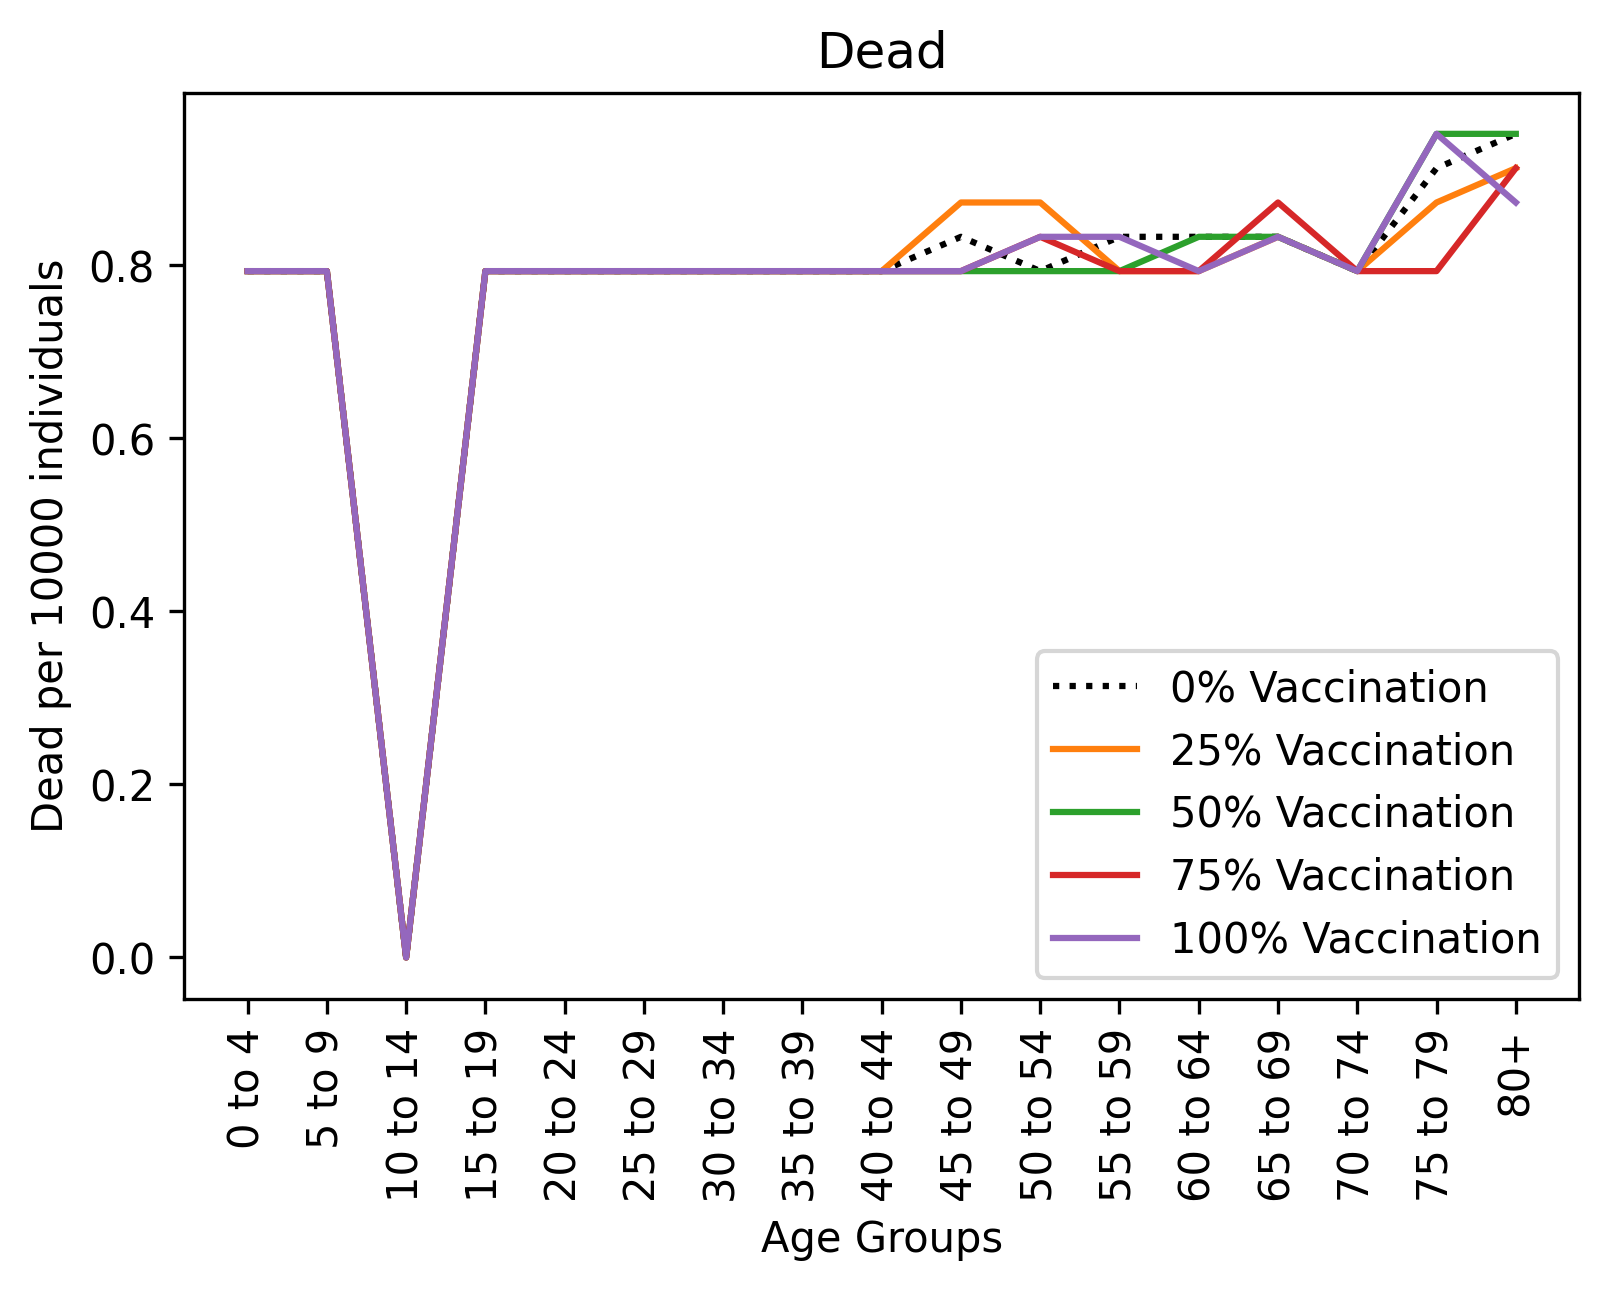 Dead
Dead per 10000 individuals
0.8
0.6
0.4
0.2
0.0
0% Vaccination
25% Vaccination
50% Vaccination
75% Vaccination
100% Vaccination
0 to 4
5 to 9
10 to 14
15 to 19
20 to 24
25 to 29
30 to 34
35 to 39
40 to 44
45 to 49
50 to 54
55 to 59
60 to 64
65 to 69
70 to 74
75 to 79
80+
Age Groups